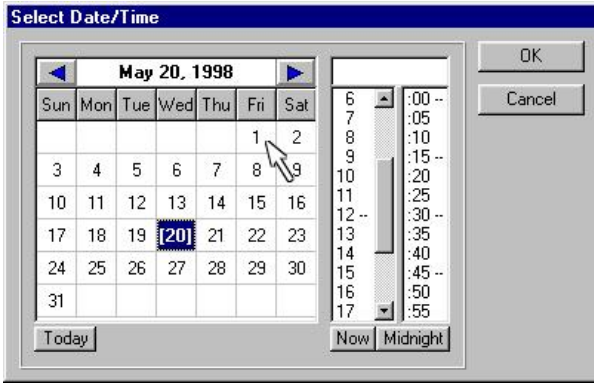 Select Date/Time
May 20, 1998
OK
Cancel
Sun Mon Tue Wed Thu Fri Sat
1 2
3 4 5 6 7 8 9
10 11 12 13 14 15 16
17 18 19 [20] 21 22 23
24 25 26 27 28 29 30
31
6 :00 --
7 :05
8 :10
9 :15 --
10 :20
11 :25
12 -- :30 --
13 :35
14 :40
15 :45 --
16 :50
17 :55
Today Now Midnight